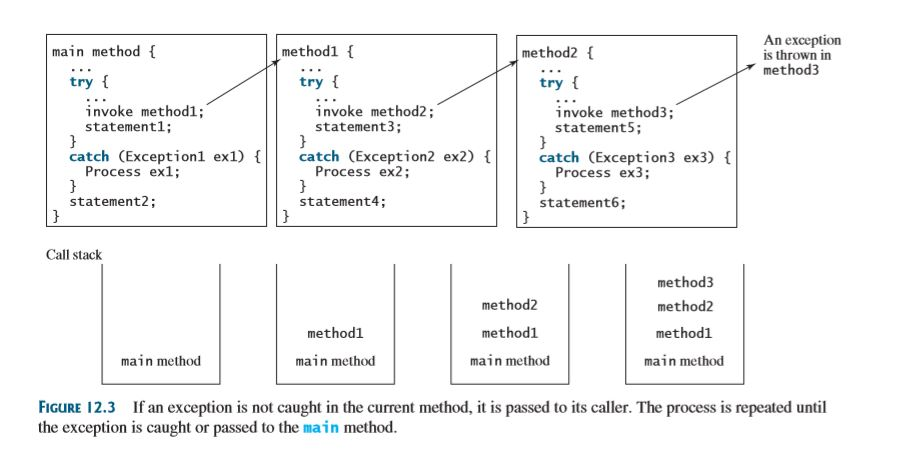 main method {
...
try {
...
invoke method1;
statement1;
}
catch (Exception1 ex1) {
Process ex1;
}
statement2;
}
method1 {
...
try {
...
invoke method2;
statement3;
}
catch (Exception2 ex2) {
Process ex2;
}
statement4;
}
method2 {
...
try {
...
invoke method3;
statement5;
}
catch (Exception3 ex3) {
Process ex3;
}
statement6;
}
An exception
is thrown in
method3
Call stack
main method
method1
main method
method2
method1
main method
method3
method2
method1
main method
FIGURE 12.3 If an exception is not caught in the current method, it is passed to its caller. The process is repeated until
the exception is caught or passed to the main method.